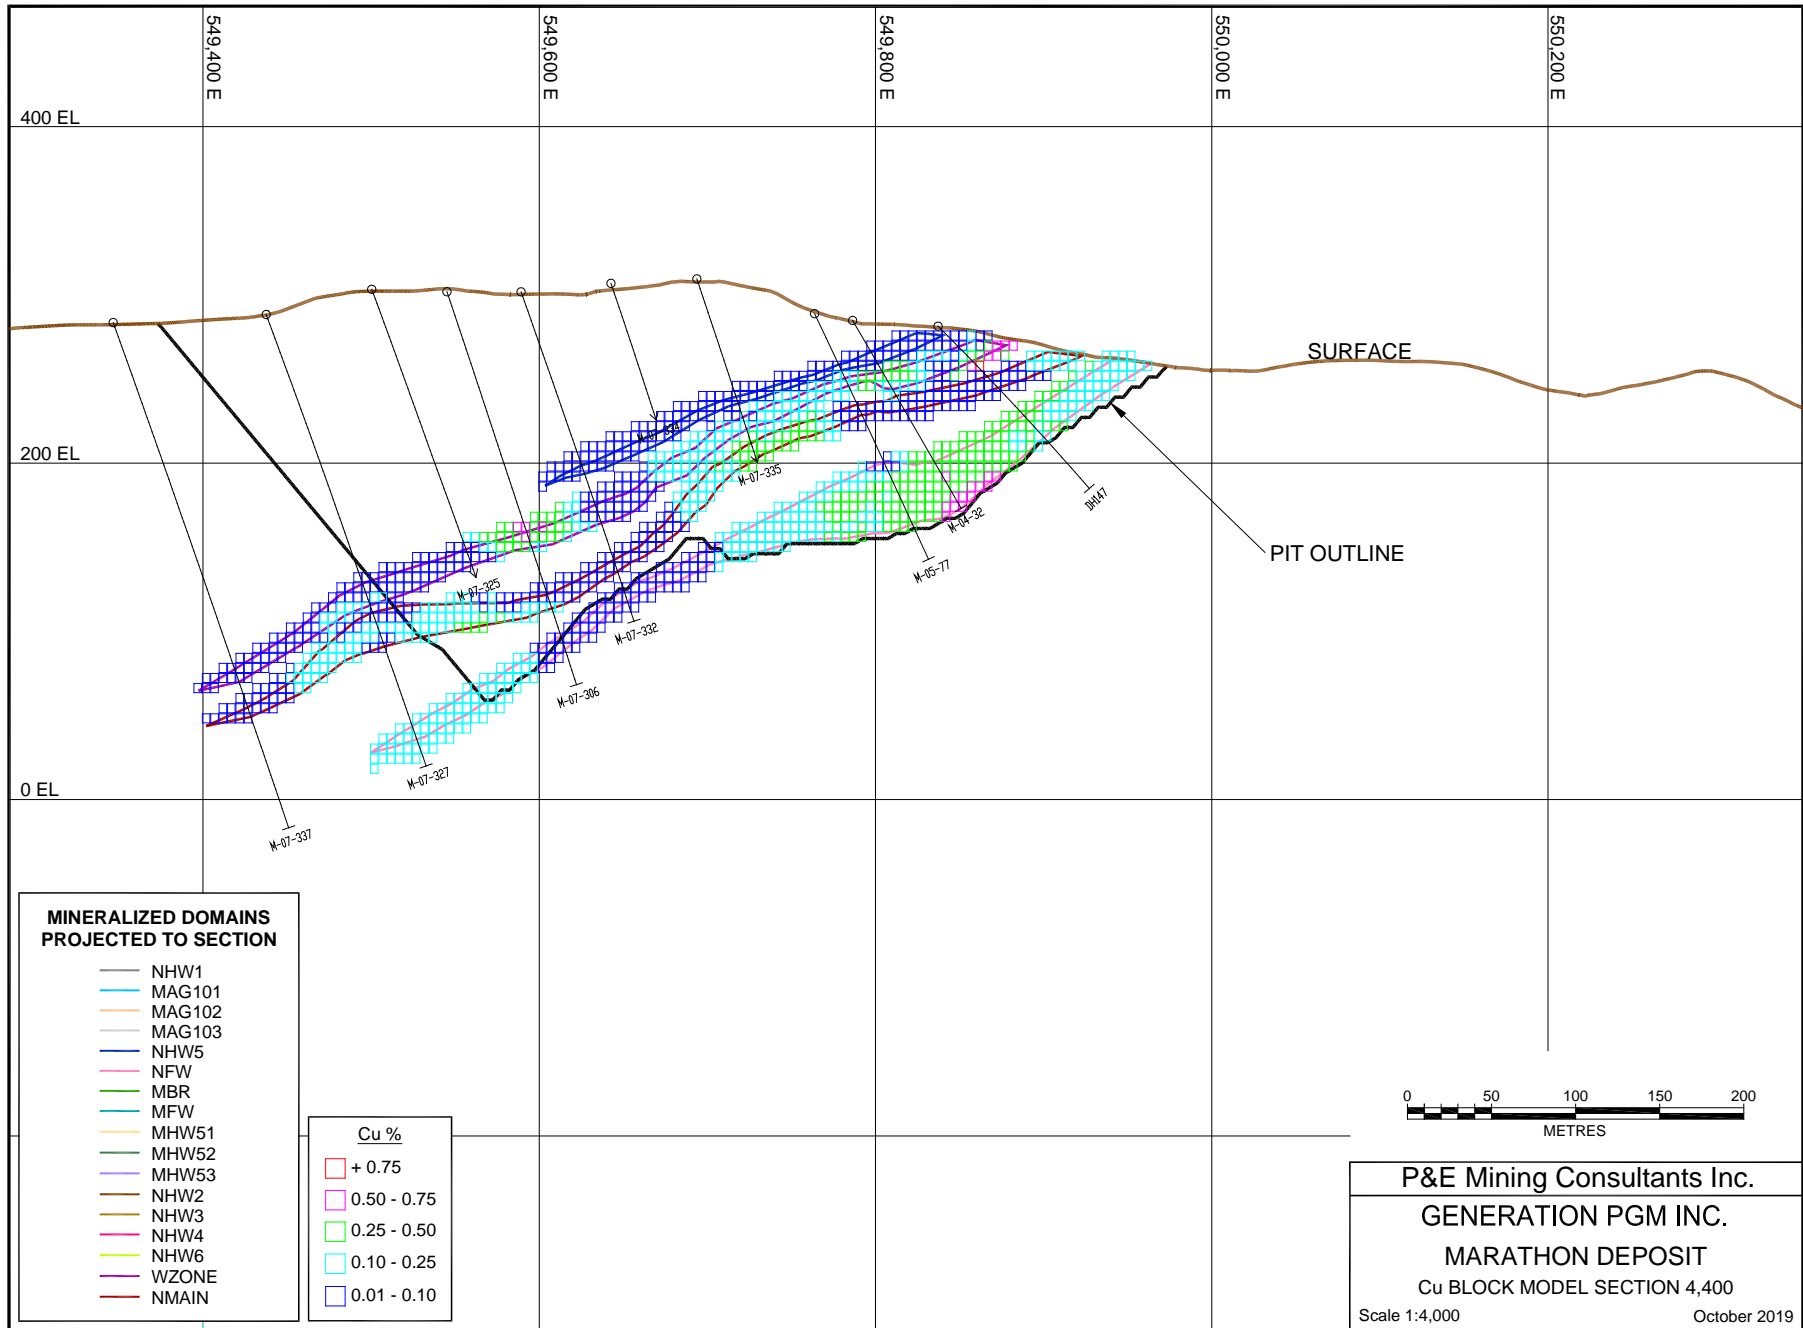 549,400 E
549,600 E
549,800 E
550,000 E
550,200 E
400 EL
SURFACE
M-07-334
200 EL
M-07-335
DH147
M-04-32
PIT OUTLINE
M-05-77
M-07-325
M-07-332
M-07-306
M-07-327
0 EL
M-07-337
MINERALIZED DOMAINS
PROJECTED TO SECTION
NHW1
MAG101
MAG102
MAG103
NHW5
NFW
MBR
MFW
MHW51
MHW52
MHW53
NHW2
NHW3
NHW4
NHW6
WZONE
NMAIN
Cu %
+ 0.75
0.50 - 0.75
0.25 - 0.50
0.10 - 0.25
0.01 - 0.10
0 50 100 150 200
METRES
P&E Mining Consultants Inc.
GENERATION PGM INC.
MARATHON DEPOSIT
Cu BLOCK MODEL SECTION 4,400
Scale 1:4,000 October 2019